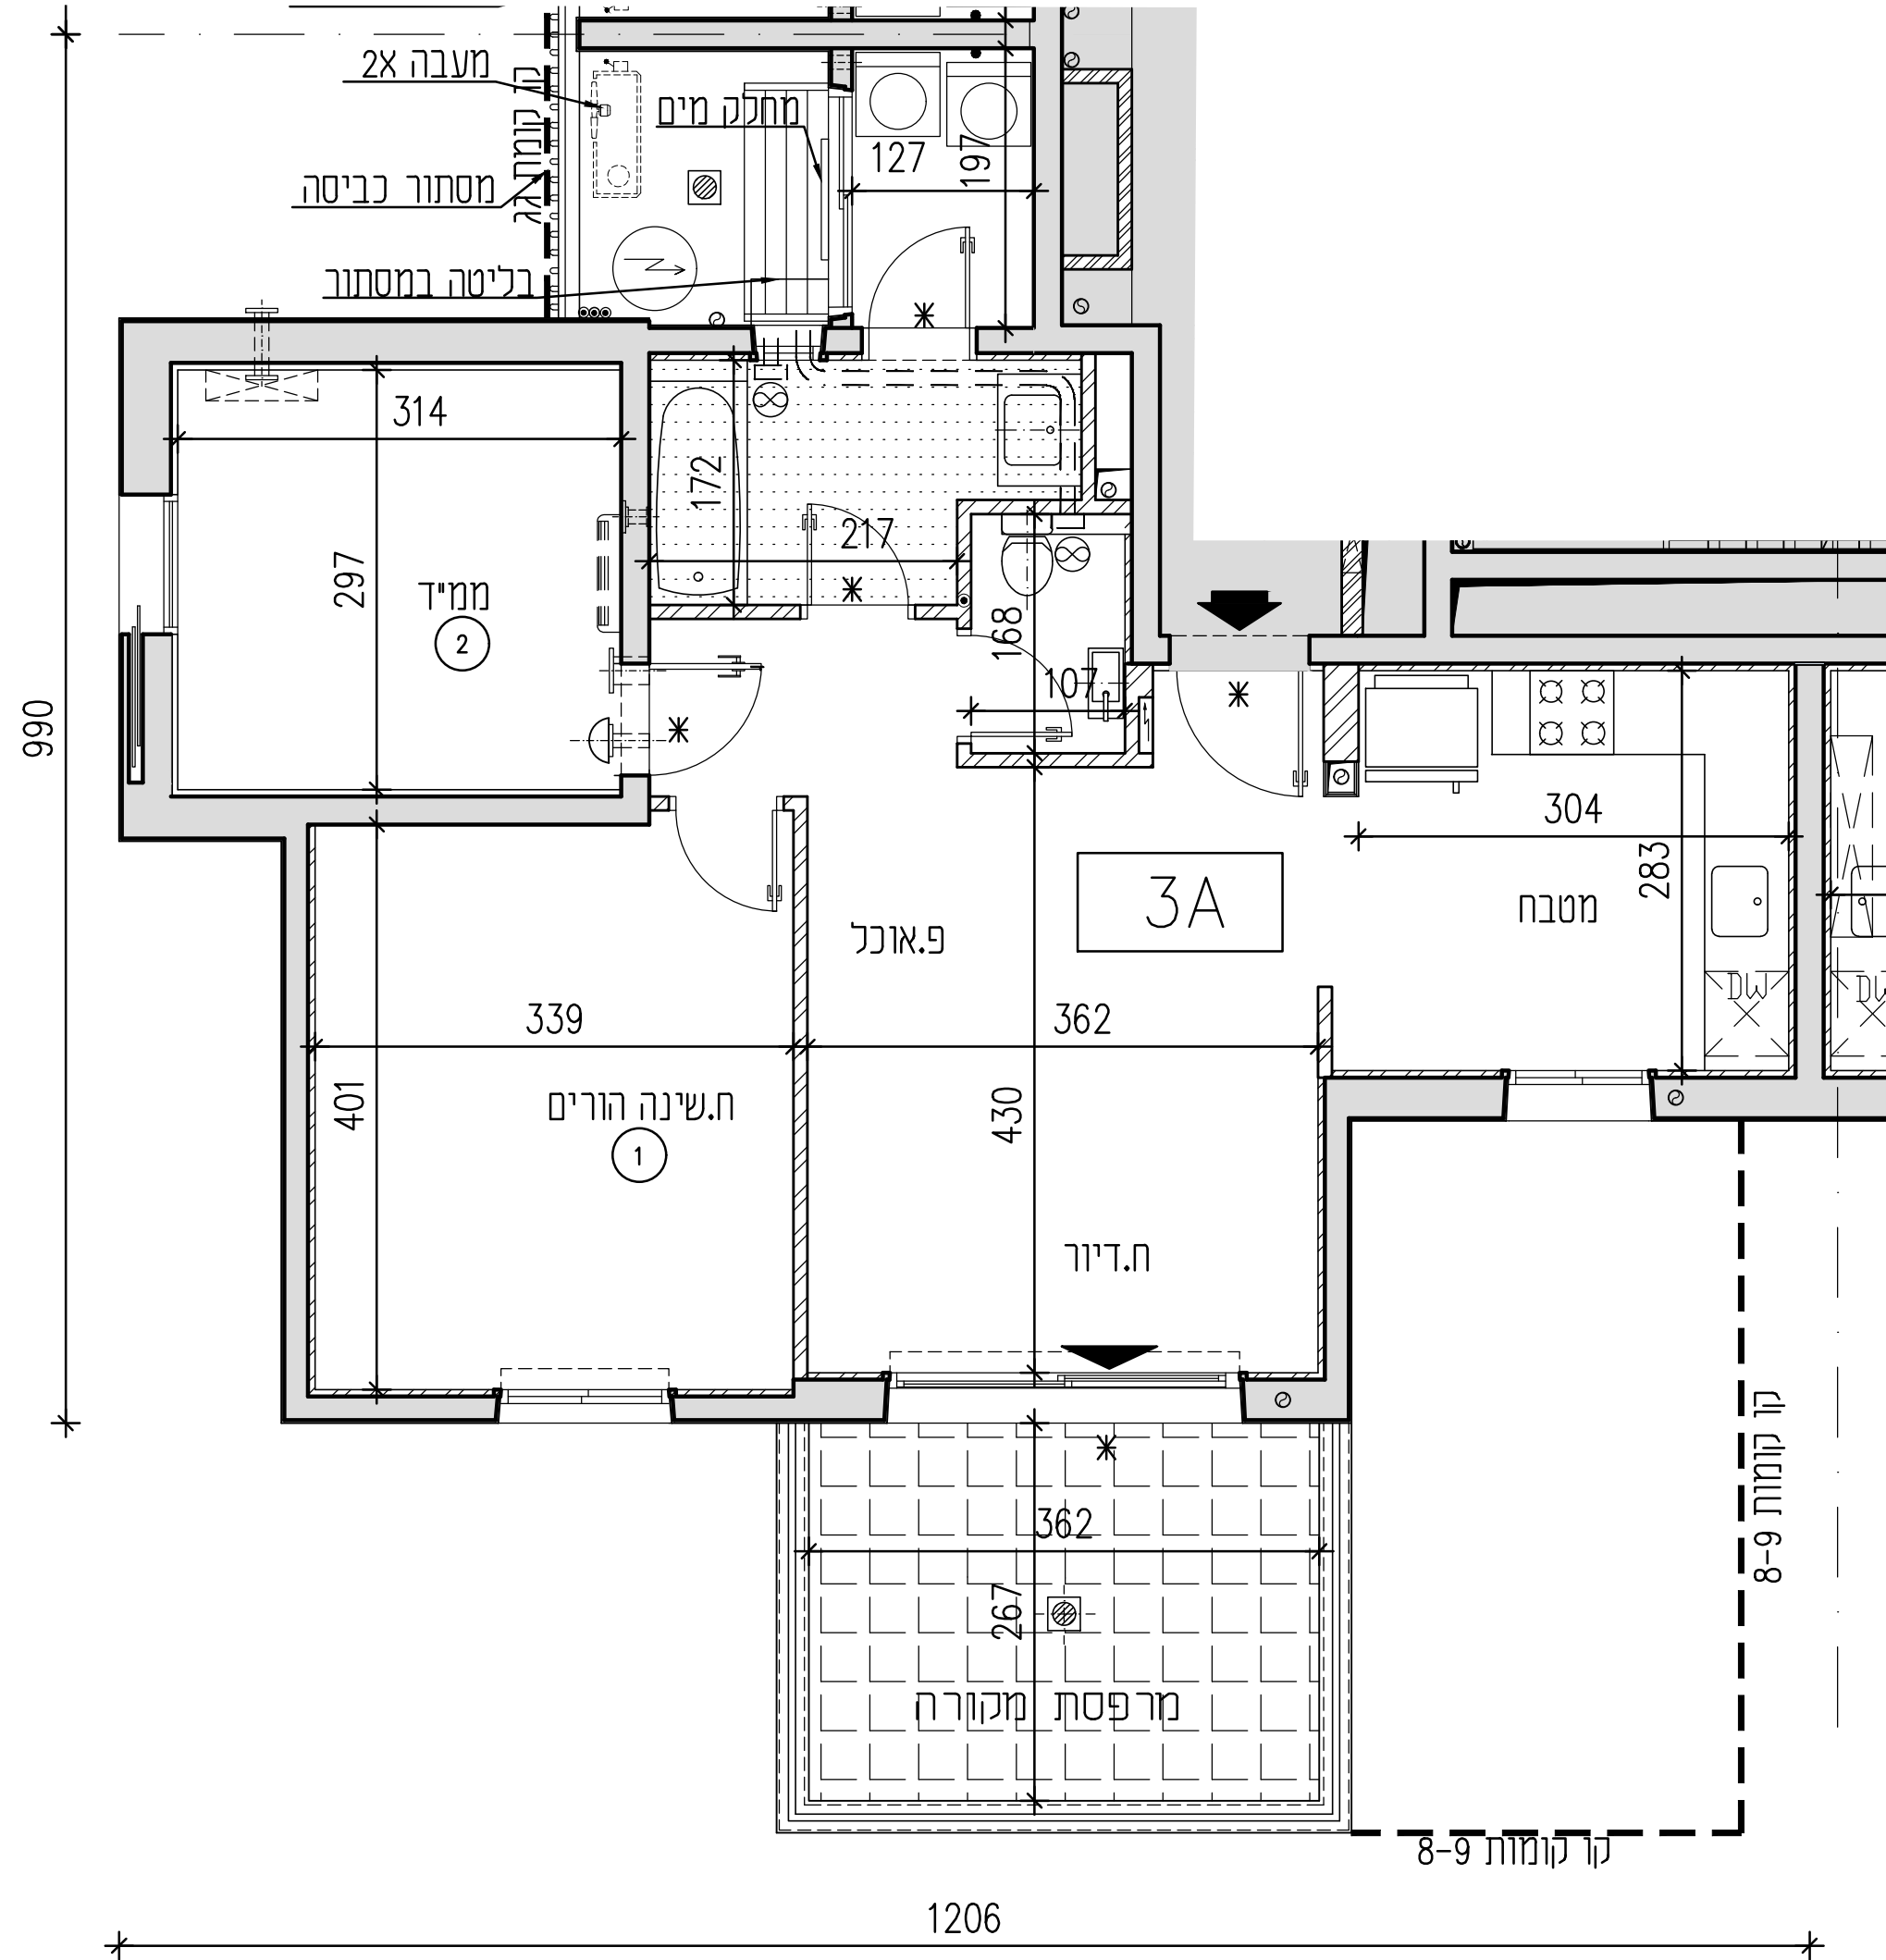 מעבה 2X
קו קומת גג
מחלק מים
127
197
מסתור כביסה
בליטה במסתור
314
172
217
297
ממ"ד
2
168
107
990
304
283
3A
מטבח
פ.אוכל
DW
DW
339
362
401
430
ח.שינה הורים
1
ח.דיור
קו קומות 8-9
362
267
מרפסת מקורה
קו קומות 8-9
1206